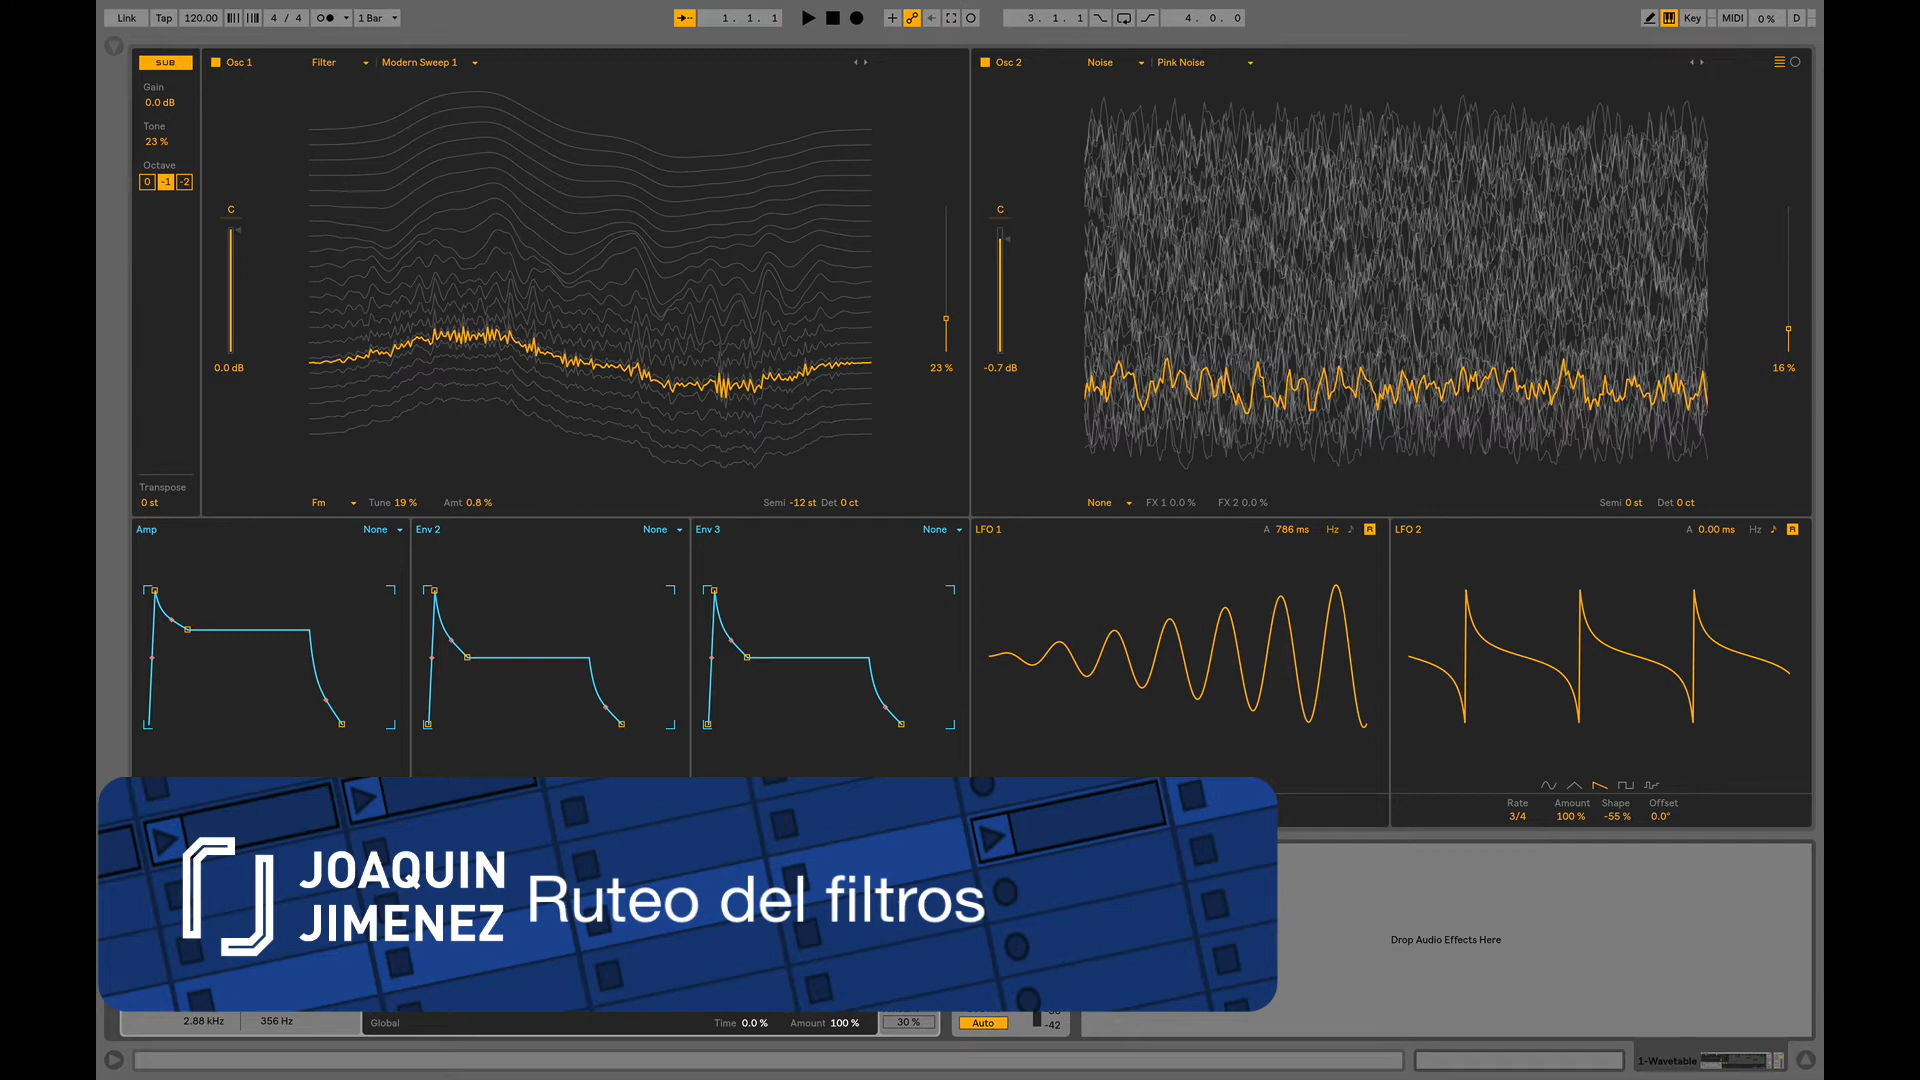 Link Tap 120.00 4 / 4 1 Bar 1. 1. 1 3. 1. 1 4. 0. 0 Key MIDI 0 % D
SUB
Gain
0.0 dB
Tone
23 %
Octave
0 -1 -2
Transpose
0 st
Osc 1 Filter Modern Sweep 1
C
0.0 dB
23 %
Fm Tune 19 % Amt 0.8 % Semi -12 st Det 0 ct
Osc 2 Noise Pink Noise
C
-0.7 dB
16 %
None FX 1 0.0 % FX 2 0.0 % Semi 0 st Det 0 ct
Amp None
Env 2 None
Env 3 None
LFO 1 A 786 ms Hz R
LFO 2 A 0.00 ms Hz R
Rate Amount Shape Offset
3/4 100 % -55 % 0.0°
JOAQUIN
JIMENEZ
Ruteo del filtros
Drop Audio Effects Here
2.88 kHz 356 Hz
Global Time 0.0 % Amount 100 % 30 %
Auto -42
1-Wavetable